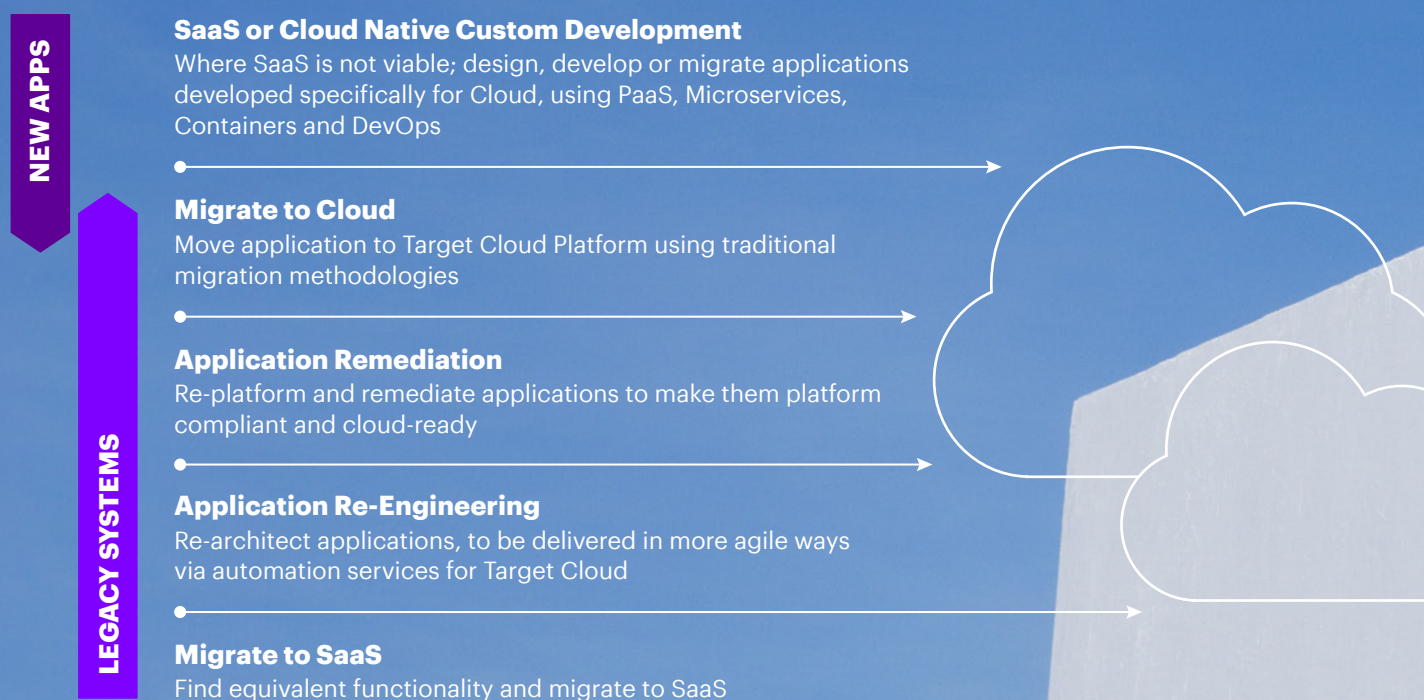 NEW APPS
SaaS or Cloud Native Custom Development
Where SaaS is not viable; design, develop or migrate applications
developed specifically for Cloud, using PaaS, Microservices,
Containers and DevOps
Migrate to Cloud
Move application to Target Cloud Platform using traditional
migration methodologies
Application Remediation
Re-platform and remediate applications to make them platform
compliant and cloud-ready
LEGACY SYSTEMS
Application Re-Engineering
Re-architect applications, to be delivered in more agile ways
via automation services for Target Cloud
Migrate to SaaS
Find equivalent functionality and migrate to SaaS